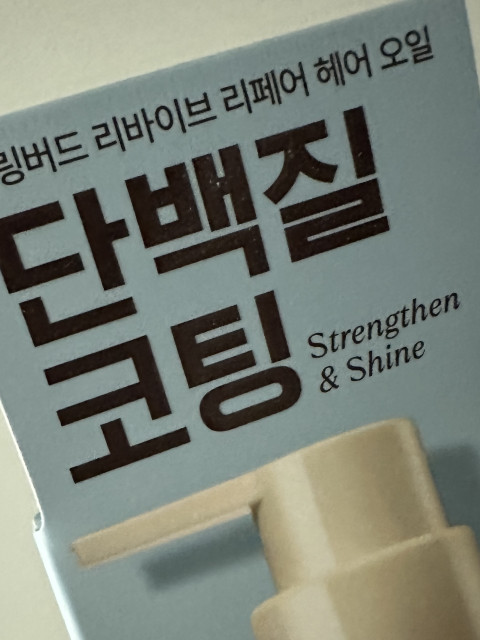 링버드 리바이브 리페어 헤어 오일
단백질
코팅
Strengthen
& Shine